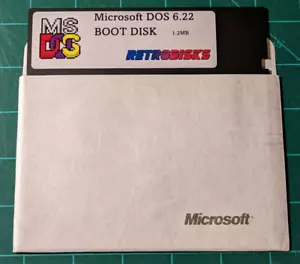 Microsoft DOS 6.22
BOOT DISK 1.2MB
MS
DOS
RETRODISKS
Microsoft